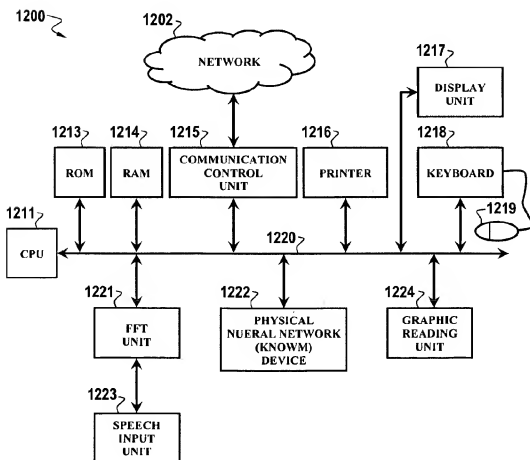 1200
1202
NETWORK
1217
DISPLAY
UNIT
1213
ROM
1214
RAM
1215
COMMUNICATION
CONTROL
UNIT
1216
PRINTER
1218
KEYBOARD
1219
1211
CPU
1220
1221
FFT
UNIT
1222
PHYSICAL
NUERAL NETWORK
(KNOWM)
DEVICE
1224
GRAPHIC
READING
UNIT
1223
SPEECH
INPUT
UNIT